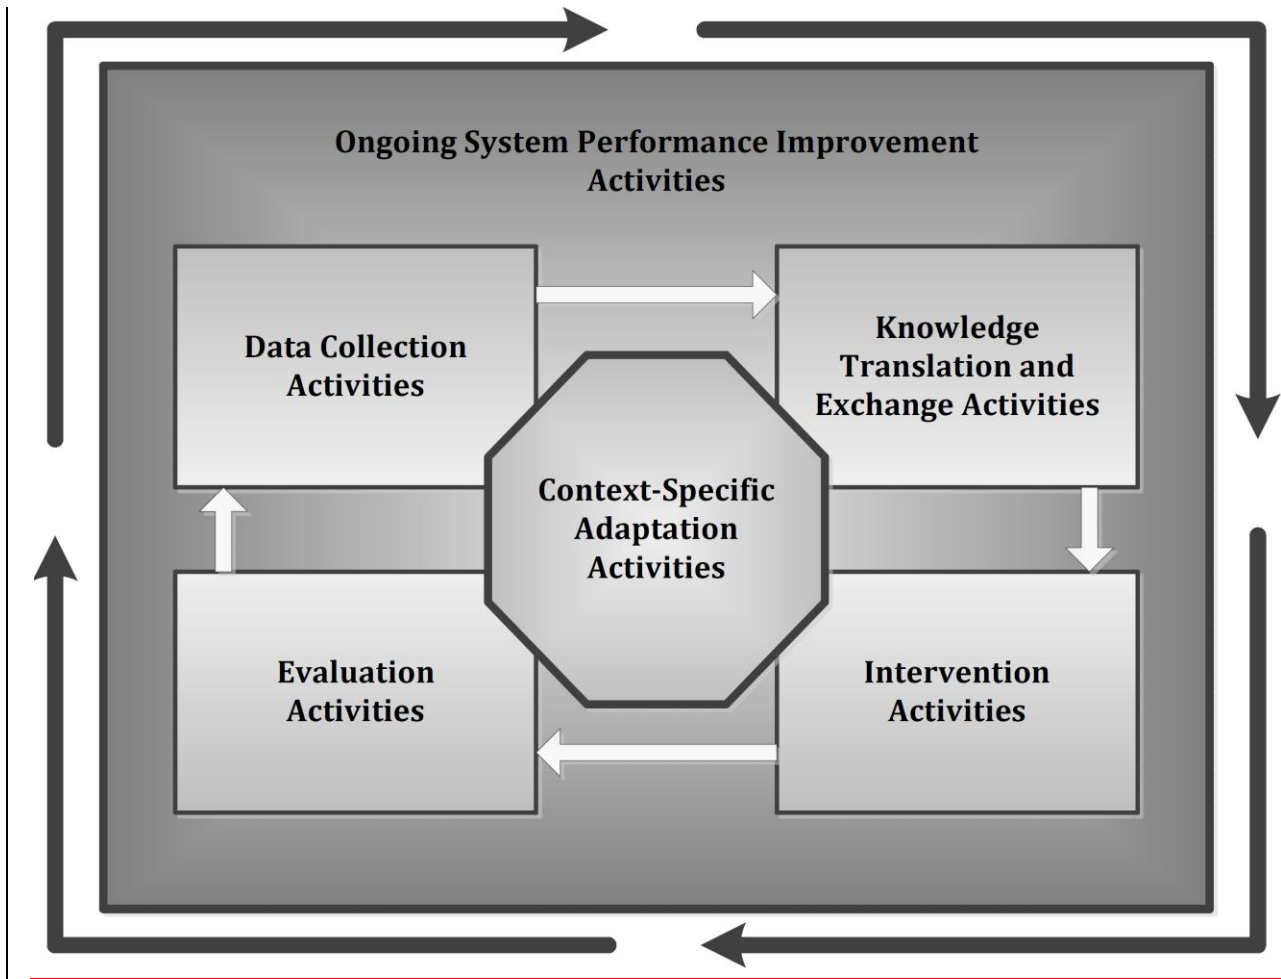 Ongoing System Performance Improvement
Activities
Data Collection
Activities
Knowledge
Translation and
Exchange Activities
Context-Specific
Adaptation
Activities
Evaluation
Activities
Intervention
Activities